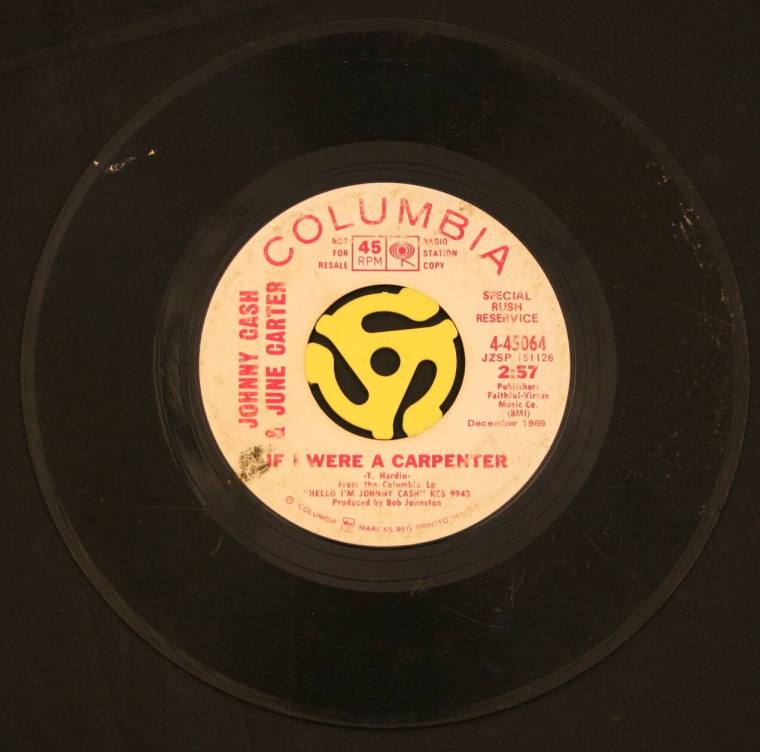 COLUMBIA
NOT FOR RESALE
45 RPM
RADIO STATION COPY
JOHNNY CASH
& JUNE CARTER
SPECIAL
RUSH
RESERVICE
4-45064
JZSP 151126
2:57
Publisher:
Faithful-Virtue
Music Co.
(BMI)
December 1969
IF I WERE A CARPENTER
-T. Hardin-
From the Columbia Lp
"HELLO I'M JOHNNY CASH" KCS 9943
Produced by Bob Johnston
℗ "COLUMBIA" MARCAS REG. PRINTED